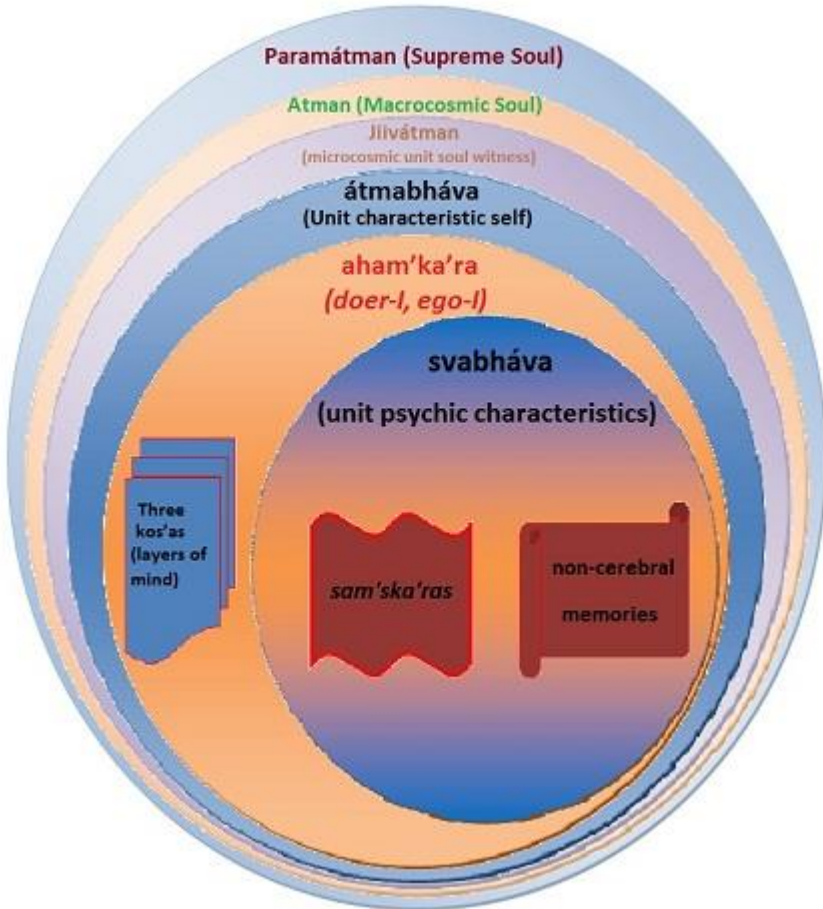 Paramátman (Supreme Soul)
Atman (Macrocosmic Soul)
Jiivátman
(microcosmic unit soul witness)
átmabháva
(Unit characteristic self)
aham'ka'ra
(doer-I, ego-I)
svabháva
(unit psychic characteristics)
Three
kos'as
(layers of
mind)
sam'ska'ras
non-cerebral
memories